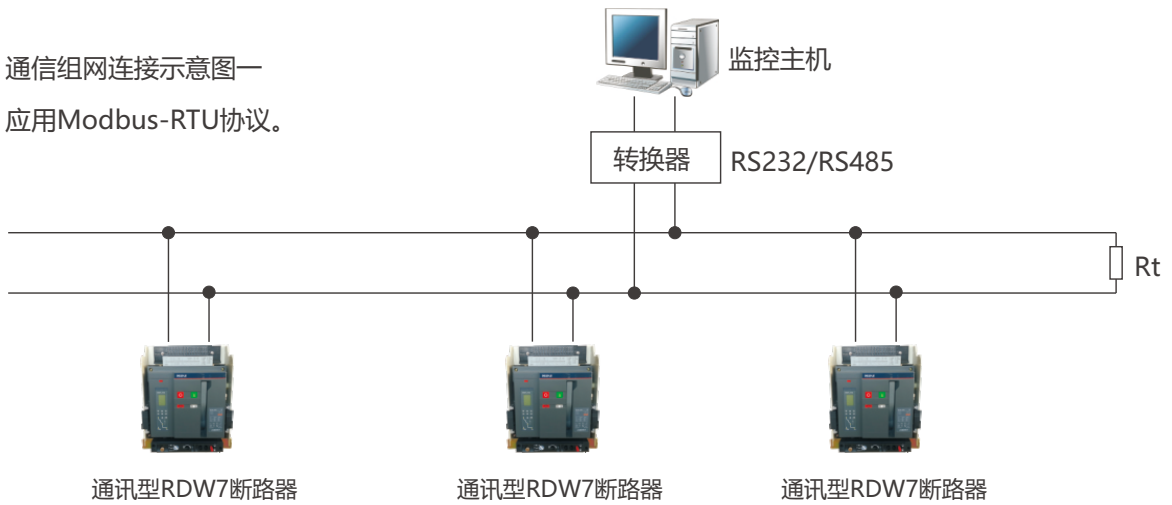 通信组网连接示意图一
应用Modbus-RTU协议。
监控主机
转换器
RS232/RS485
Rt
通讯型RDW7断路器
通讯型RDW7断路器
通讯型RDW7断路器